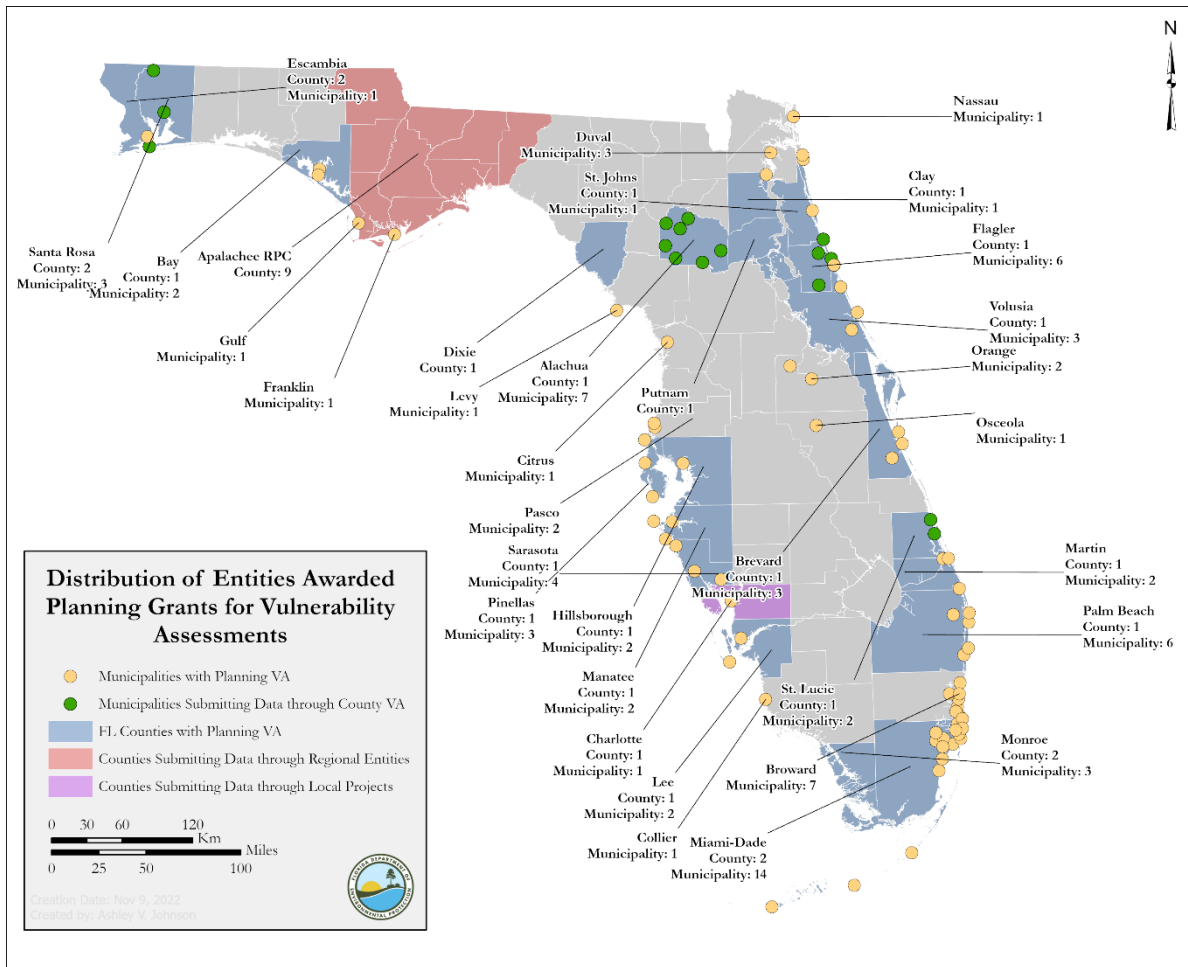 N
Escambia
County: 2
Municipality: 1
Nassau
Municipality: 1
Duval
Municipality: 3
St. Johns
County: 1
Municipality: 1
Clay
County: 1
Municipality: 1
Flagler
County: 1
Municipality: 6
Santa Rosa
County: 2
Municipality: 3
Bay
County: 1
Municipality: 2
Apalachee RPC
County: 9
Gulf
Municipality: 1
Franklin
Municipality: 1
Dixie
County: 1
Levy
Municipality: 1
Alachua
County: 1
Municipality: 7
Putnam
County: 1
Volusia
County: 1
Municipality: 3
Orange
Municipality: 2
Osceola
Municipality: 1
Citrus
Municipality: 1
Pasco
Municipality: 2
Sarasota
County: 1
Municipality: 4
Pinellas
County: 1
Municipality: 3
Hillsborough
County: 1
Municipality: 2
Manatee
County: 1
Municipality: 2
Charlotte
County: 1
Municipality: 1
Lee
County: 1
Municipality: 2
Collier
Municipality: 1
Brevard
County: 1
Municipality: 3
St. Lucie
County: 1
Municipality: 2
Broward
Municipality: 7
Miami-Dade
County: 2
Municipality: 14
Martin
County: 1
Municipality: 2
Palm Beach
County: 1
Municipality: 6
Monroe
County: 2
Municipality: 3
Distribution of Entities Awarded
Planning Grants for Vulnerability
Assessments
Municipalities with Planning VA
Municipalities Submitting Data through County VA
FL Counties with Planning VA
Counties Submitting Data through Regional Entities
Counties Submitting Data through Local Projects
0 30 60 120
Km
Miles
0 25 50 100
Creation Date: Nov 9, 2022
Created by: Ashley V. Johnson
FLORIDA DEPARTMENT OF
ENVIRONMENTAL PROTECTION